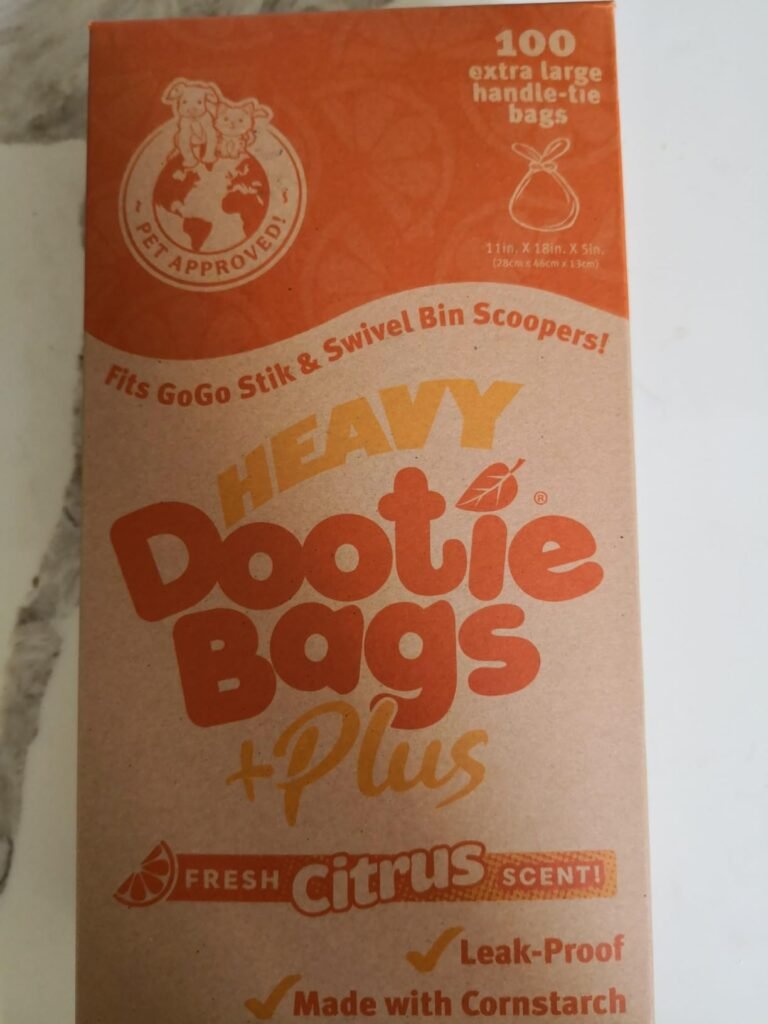 100
extra large
handle-tie
bags
11in. X 18in. X 5in.
(28cm x 46cm x 13cm)
~ PET APPROVED! ~
Fits GoGo Stik & Swivel Bin Scoopers!
HEAVY
Dootie®
Bags
+Plus
FRESH Citrus SCENT!
Leak-Proof
Made with Cornstarch